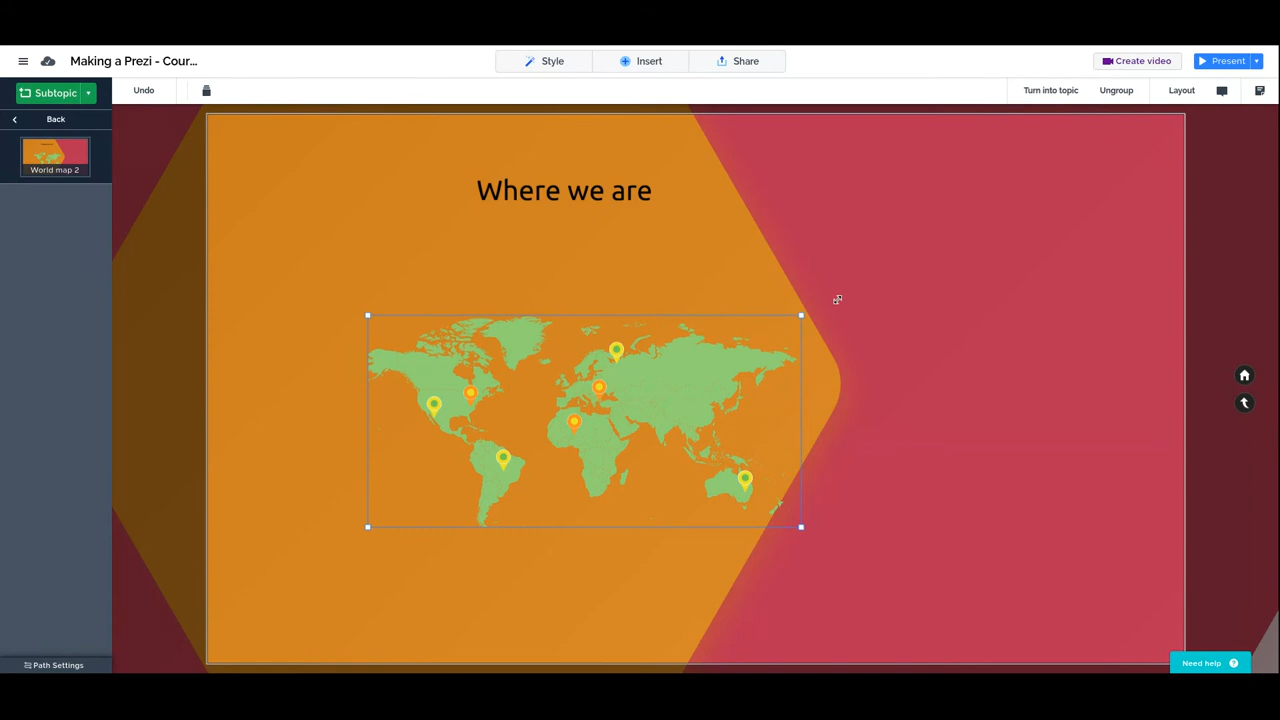 Making a Prezi - Cour...
Style
Insert
Share
Create video
Present
Subtopic
Undo
Turn into topic
Ungroup
Layout
Back
World map 2
Where we are
Path Settings
Need help ?